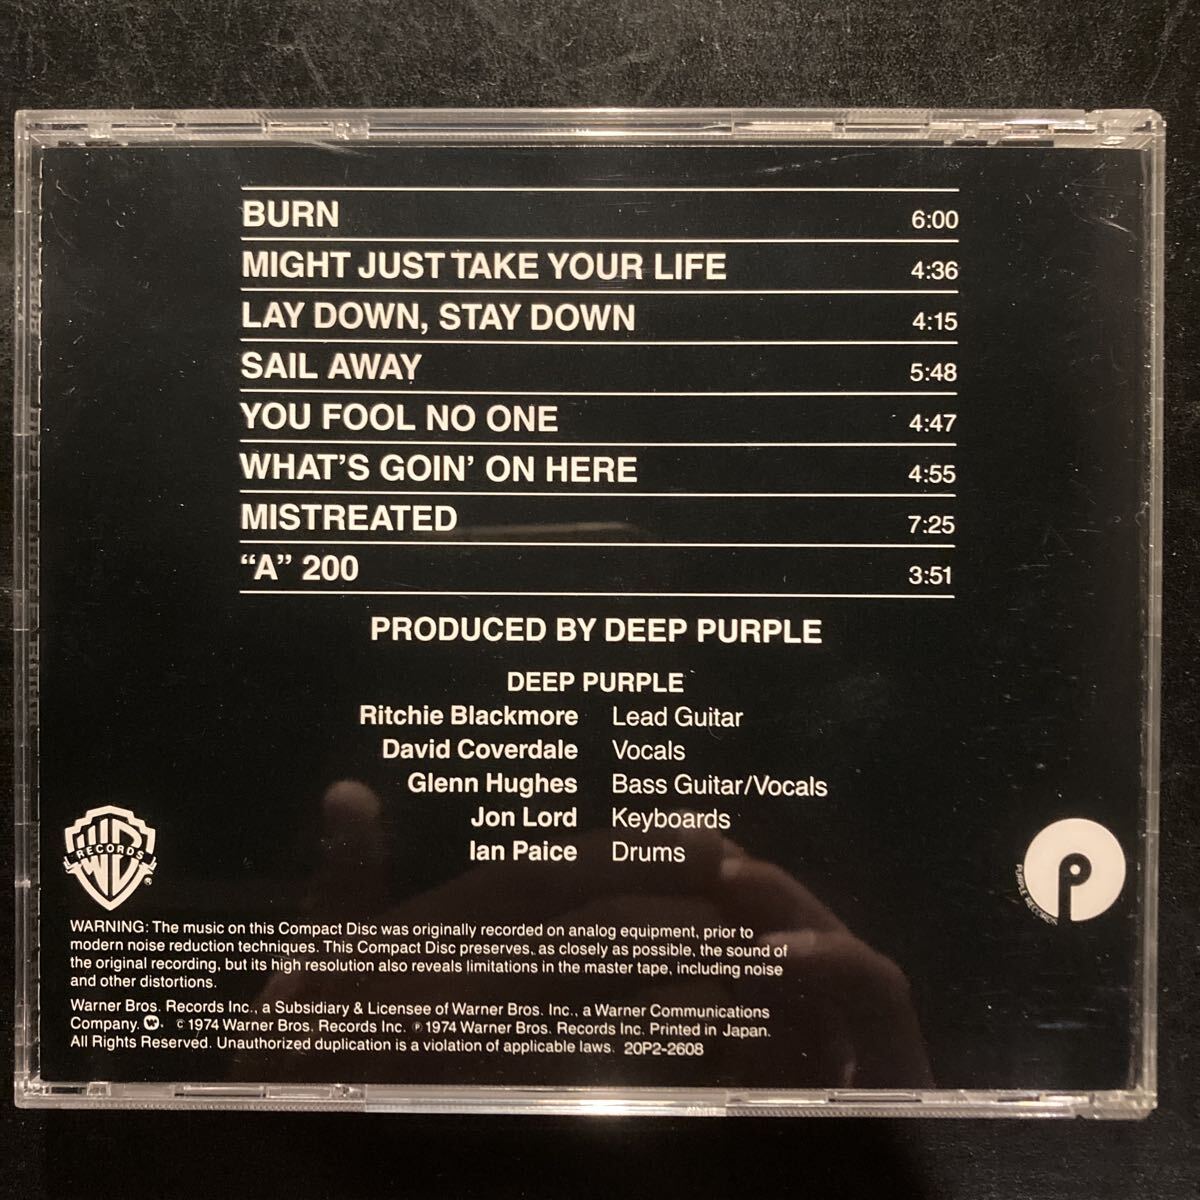 BURN 6:00
MIGHT JUST TAKE YOUR LIFE 4:36
LAY DOWN, STAY DOWN 4:15
SAIL AWAY 5:48
YOU FOOL NO ONE 4:47
WHAT'S GOIN' ON HERE 4:55
MISTREATED 7:25
“A” 200 3:51
PRODUCED BY DEEP PURPLE
DEEP PURPLE
Ritchie Blackmore Lead Guitar
David Coverdale Vocals
Glenn Hughes Bass Guitar/Vocals
Jon Lord Keyboards
Ian Paice Drums
WB RECORDS ®
P PURPLE RECORDS
WARNING: The music on this Compact Disc was originally recorded on analog equipment, prior to
modern noise reduction techniques. This Compact Disc preserves, as closely as possible, the sound of
the original recording, but its high resolution also reveals limitations in the master tape, including noise
and other distortions.
Warner Bros. Records Inc., a Subsidiary & Licensee of Warner Bros. Inc., a Warner Communications
Company. © 1974 Warner Bros. Records Inc. ℗ 1974 Warner Bros. Records Inc. Printed in Japan.
All Rights Reserved. Unauthorized duplication is a violation of applicable laws. 20P2-2608